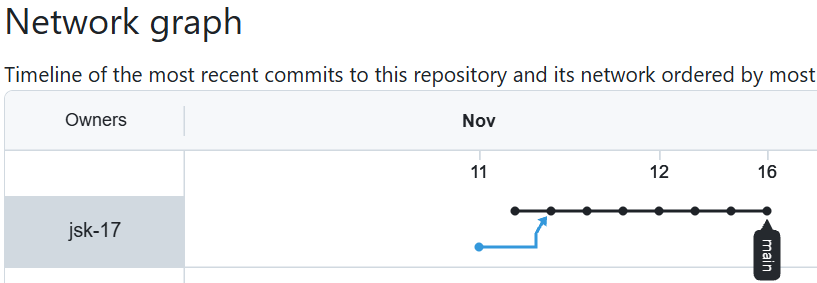 Network graph
Timeline of the most recent commits to this repository and its network ordered by most
Owners Nov
11 12 16
jsk-17
main